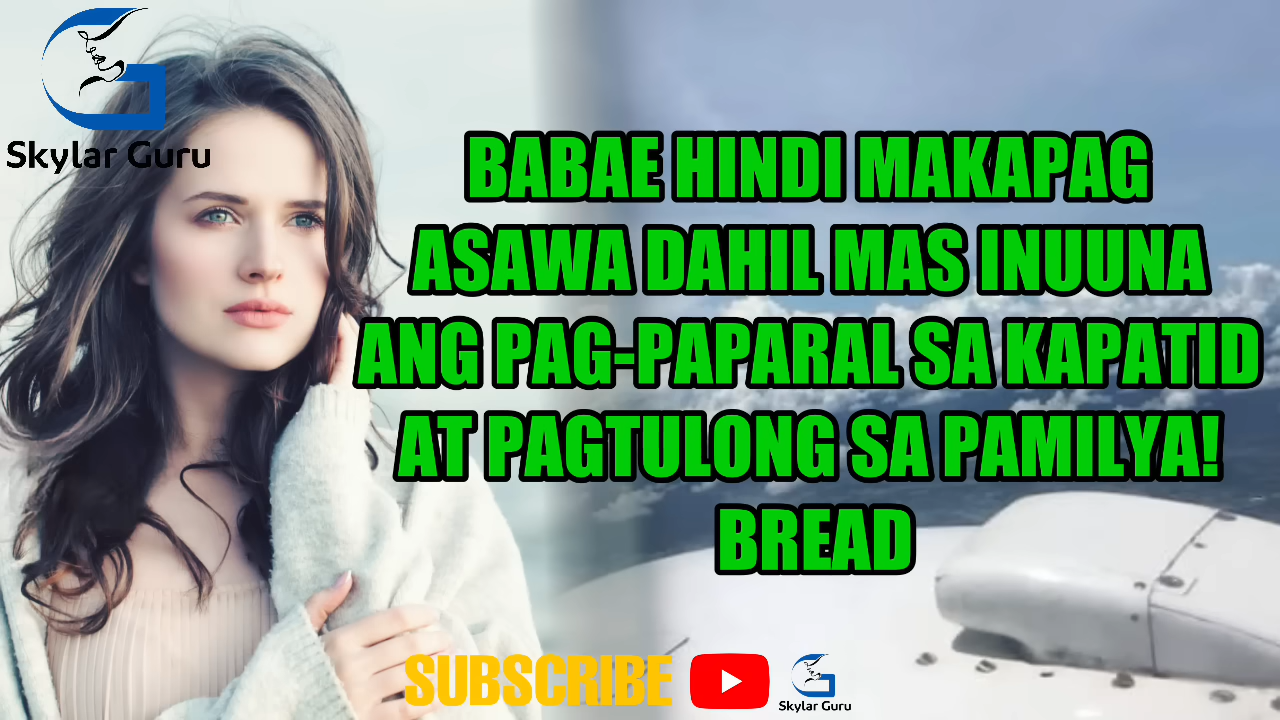 Skylar Guru
BABAE HINDI MAKAPAG
ASAWA DAHIL MAS INUUNA
ANG PAG-PAPARAL SA KAPATID
AT PAGTULONG SA PAMILYA!
BREAD
SUBSCRIBE
Skylar Guru